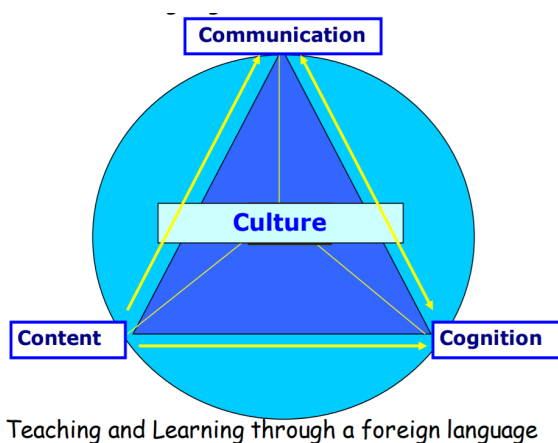 Communication
Culture
Content
Cognition
Teaching and Learning through a foreign language